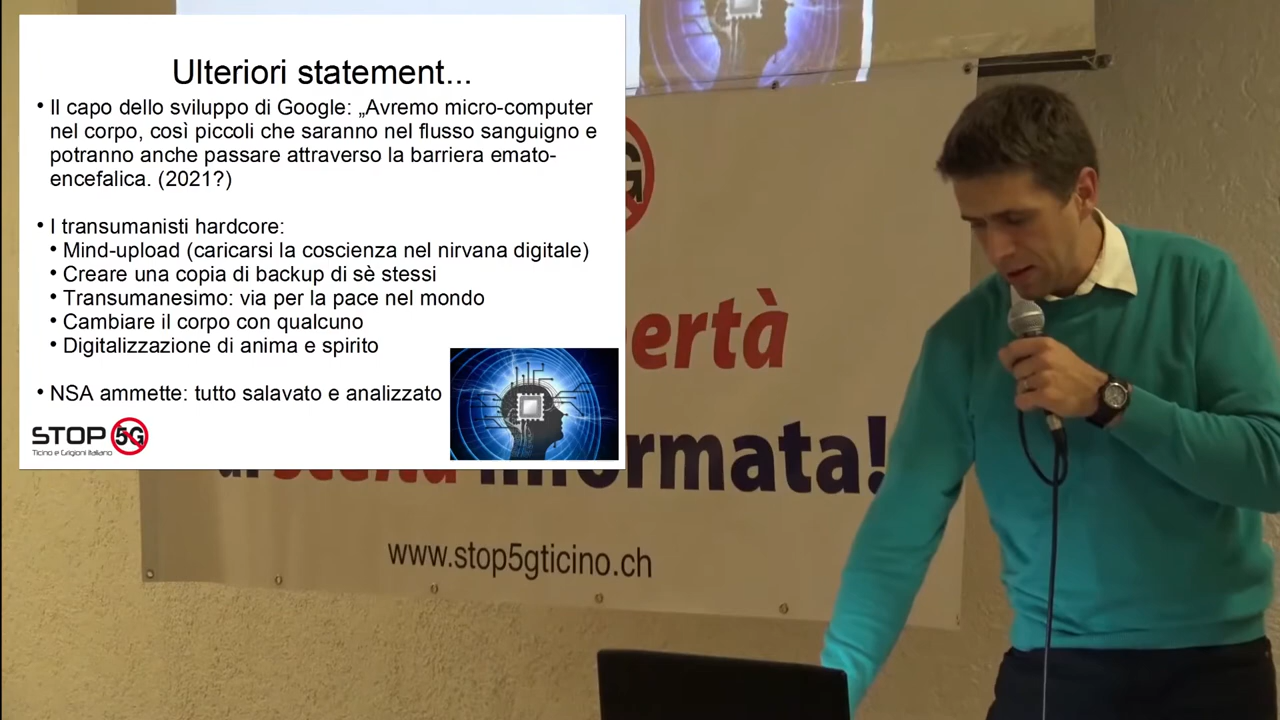 Ulteriori statement...
• Il capo dello sviluppo di Google: „Avremo micro-computer
nel corpo, così piccoli che saranno nel flusso sanguigno e
potranno anche passare attraverso la barriera emato-
encefalica. (2021?)
• I transumanisti hardcore:
• Mind-upload (caricarsi la coscienza nel nirvana digitale)
• Creare una copia di backup di sè stessi
• Transumanesimo: via per la pace nel mondo
• Cambiare il corpo con qualcuno
• Digitalizzazione di anima e spirito
• NSA ammette: tutto salavato e analizzato
STOP 5G
Ticino e Grigioni Italiano
G
ertà
di scelta informata!
www.stop5gticino.ch